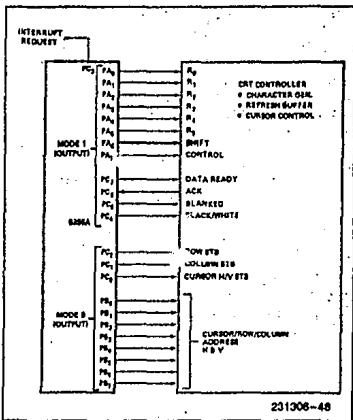 INTERRUPT
REQUEST
PC3
PA0 R0
PA1 R1
PA2 R2
PA3 R3
PA4 R4
PA5 R5
PA6 SHIFT
PA7 CONTROL
CRT CONTROLLER
• CHARACTER GEN.
• REFRESH BUFFER
• CURSOR CONTROL
MODE 1
(OUTPUT)
PC7 DATA READY
PC6 ACK
PC5 BLANKED
PC4 BLACK/WHITE
8255A
PC2 ROW STB
PC1 COLUMN STB
PC0 CURSOR H/V STB
MODE 0
(OUTPUT)
PB0
PB1
PB2
PB3
PB4
PB5
PB6
PB7
CURSOR/ROW/COLUMN
ADDRESS
H & V
231308-48